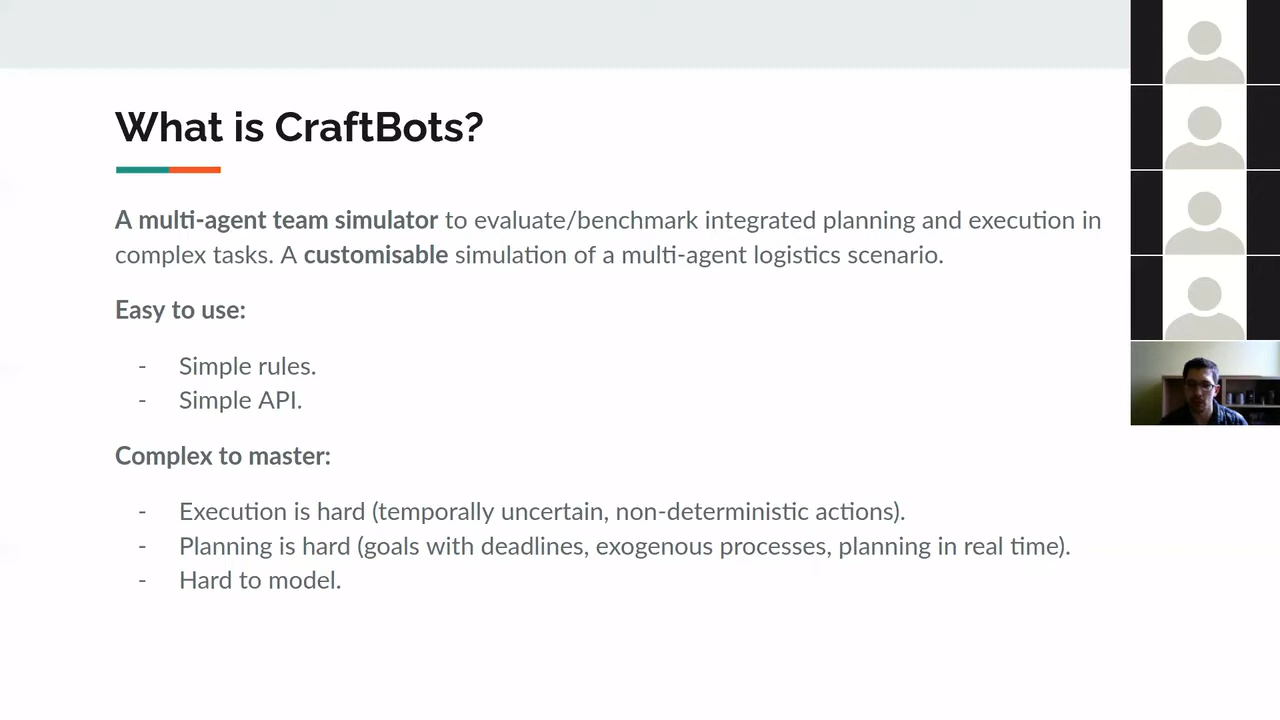 What is CraftBots?
A multi-agent team simulator to evaluate/benchmark integrated planning and execution in
complex tasks. A customisable simulation of a multi-agent logistics scenario.
Easy to use:
- Simple rules.
- Simple API.
Complex to master:
- Execution is hard (temporally uncertain, non-deterministic actions).
- Planning is hard (goals with deadlines, exogenous processes, planning in real time).
- Hard to model.